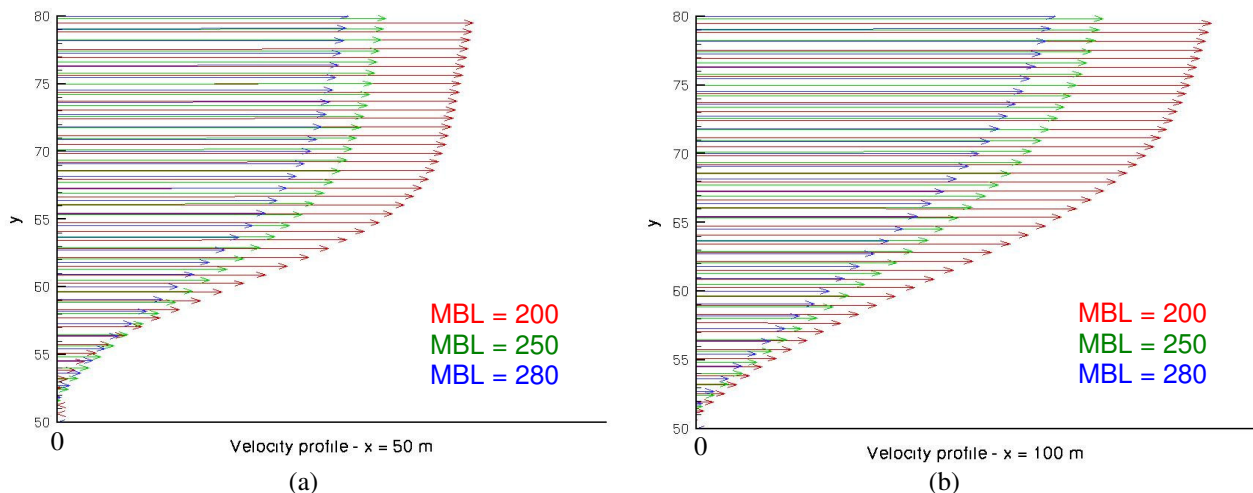 80
75
70
65
60
55
50
y
MBL = 200
MBL = 250
MBL = 280
0
Velocity profile - x = 50 m
(a)
80
75
70
65
60
55
50
y
MBL = 200
MBL = 250
MBL = 280
0
Velocity profile - x = 100 m
(b)